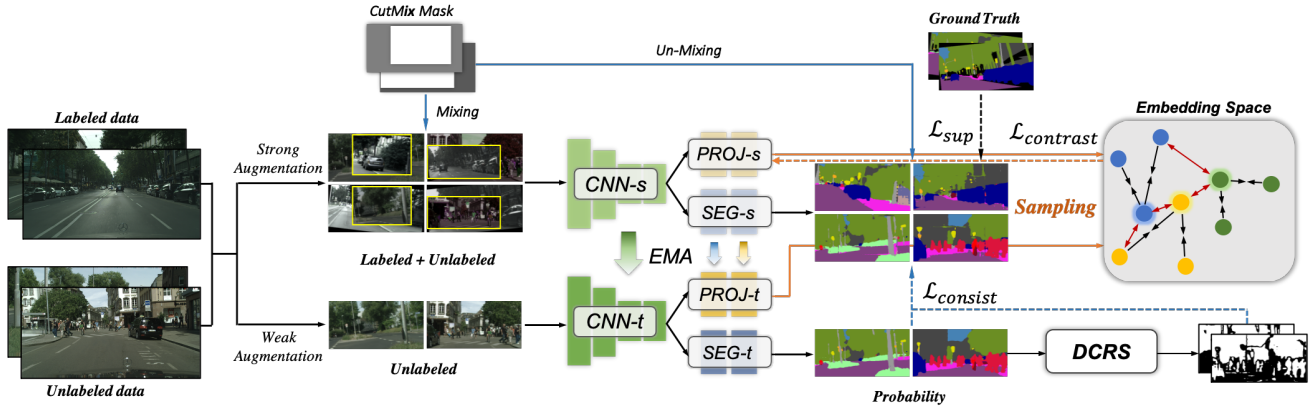 CutMix Mask
Ground Truth
Un-Mixing
Mixing
Labeled data
Embedding Space
ℒsup
ℒcontrast
Strong
Augmentation
PROJ-s
CNN-s
SEG-s
Sampling
Labeled + Unlabeled
EMA
PROJ-t
ℒconsist
CNN-t
Weak
Augmentation
SEG-t
DCRS
Unlabeled
Unlabeled data
Probability